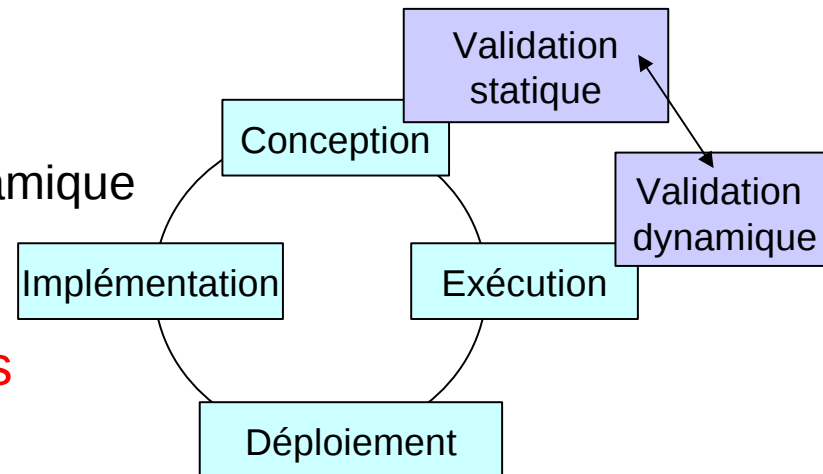 Validation
statique
Conception
amique
Validation
dynamique
Implémentation
Exécution
s
Déploiement